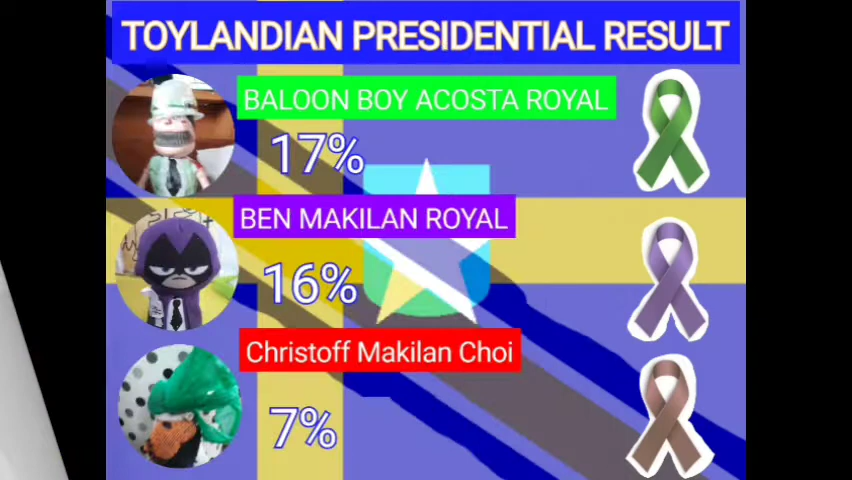 TOYLANDIAN PRESIDENTIAL RESULT
BALOON BOY ACOSTA ROYAL
17%
BEN MAKILAN ROYAL
16%
Christoff Makilan Choi
7%